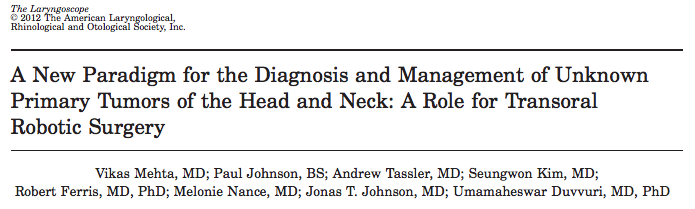 The Laryngoscope
© 2012 The American Laryngological,
Rhinological and Otological Society, Inc.
A New Paradigm for the Diagnosis and Management of Unknown
Primary Tumors of the Head and Neck: A Role for Transoral
Robotic Surgery
Vikas Mehta, MD; Paul Johnson, BS; Andrew Tassler, MD; Seungwon Kim, MD;
Robert Ferris, MD, PhD; Melonie Nance, MD; Jonas T. Johnson, MD; Umamaheswar Duvvuri, MD, PhD